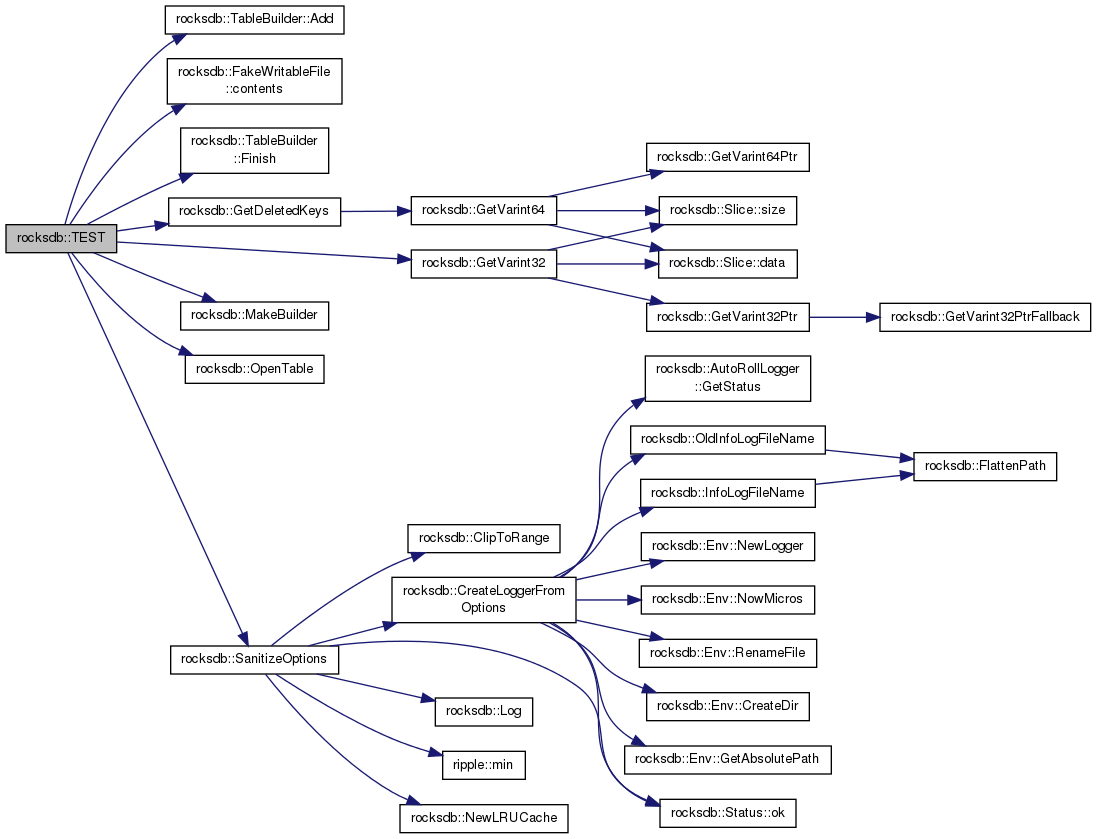 rocksdb::TableBuilder::Add
rocksdb::FakeWritableFile
::contents
rocksdb::TableBuilder
::Finish
rocksdb::GetVarint64Ptr
rocksdb::GetDeletedKeys
rocksdb::GetVarint64
rocksdb::Slice::size
rocksdb::TEST
rocksdb::GetVarint32
rocksdb::Slice::data
rocksdb::MakeBuilder
rocksdb::GetVarint32Ptr
rocksdb::GetVarint32PtrFallback
rocksdb::OpenTable
rocksdb::AutoRollLogger
::GetStatus
rocksdb::OldInfoLogFileName
rocksdb::FlattenPath
rocksdb::InfoLogFileName
rocksdb::ClipToRange
rocksdb::Env::NewLogger
rocksdb::CreateLoggerFrom
Options
rocksdb::Env::NowMicros
rocksdb::SanitizeOptions
rocksdb::Env::RenameFile
rocksdb::Log
rocksdb::Env::CreateDir
ripple::min
rocksdb::Env::GetAbsolutePath
rocksdb::NewLRUCache
rocksdb::Status::ok